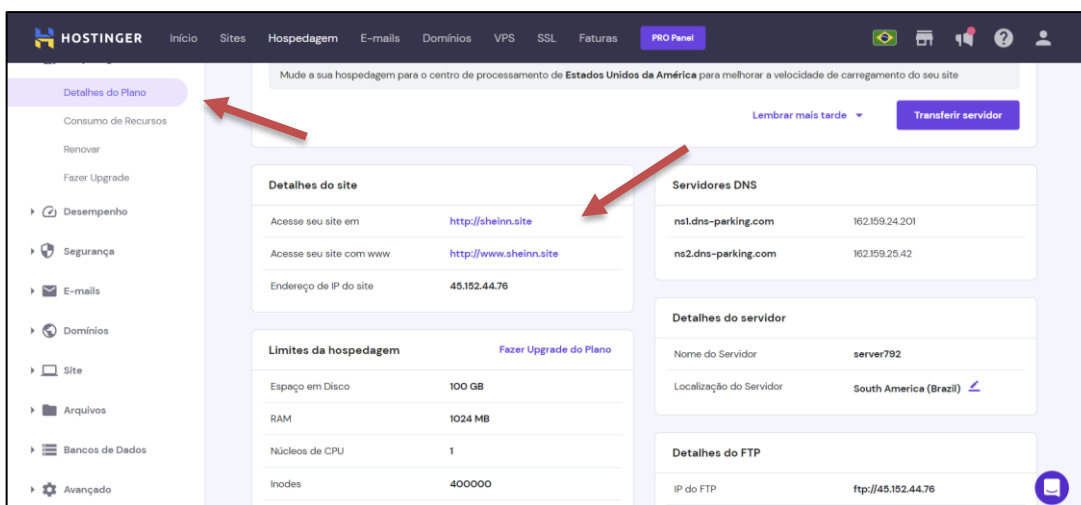 HOSTINGER Início Sites Hospedagem E-mails Domínios VPS SSL Faturas PRO Panel
Mude a sua hospedagem para o centro de processamento de Estados Unidos da América para melhorar a velocidade de carregamento do seu site
Lembrar mais tarde Transferir servidor
Detalhes do Plano
Consumo de Recursos
Renovar
Fazer Upgrade
Desempenho
Segurança
E-mails
Domínios
Site
Arquivos
Bancos de Dados
Avançado
Detalhes do site
Acesse seu site em http://sheinn.site
Acesse seu site com www http://www.sheinn.site
Endereço de IP do site 45.152.44.76
Limites da hospedagem Fazer Upgrade do Plano
Espaço em Disco 100 GB
RAM 1024 MB
Núcleos de CPU 1
Inodes 400000
Servidores DNS
ns1.dns-parking.com 162.159.24.201
ns2.dns-parking.com 162.159.25.42
Detalhes do servidor
Nome do Servidor server792
Localização do Servidor South America (Brazil)
Detalhes do FTP
IP do FTP ftp://45.152.44.76